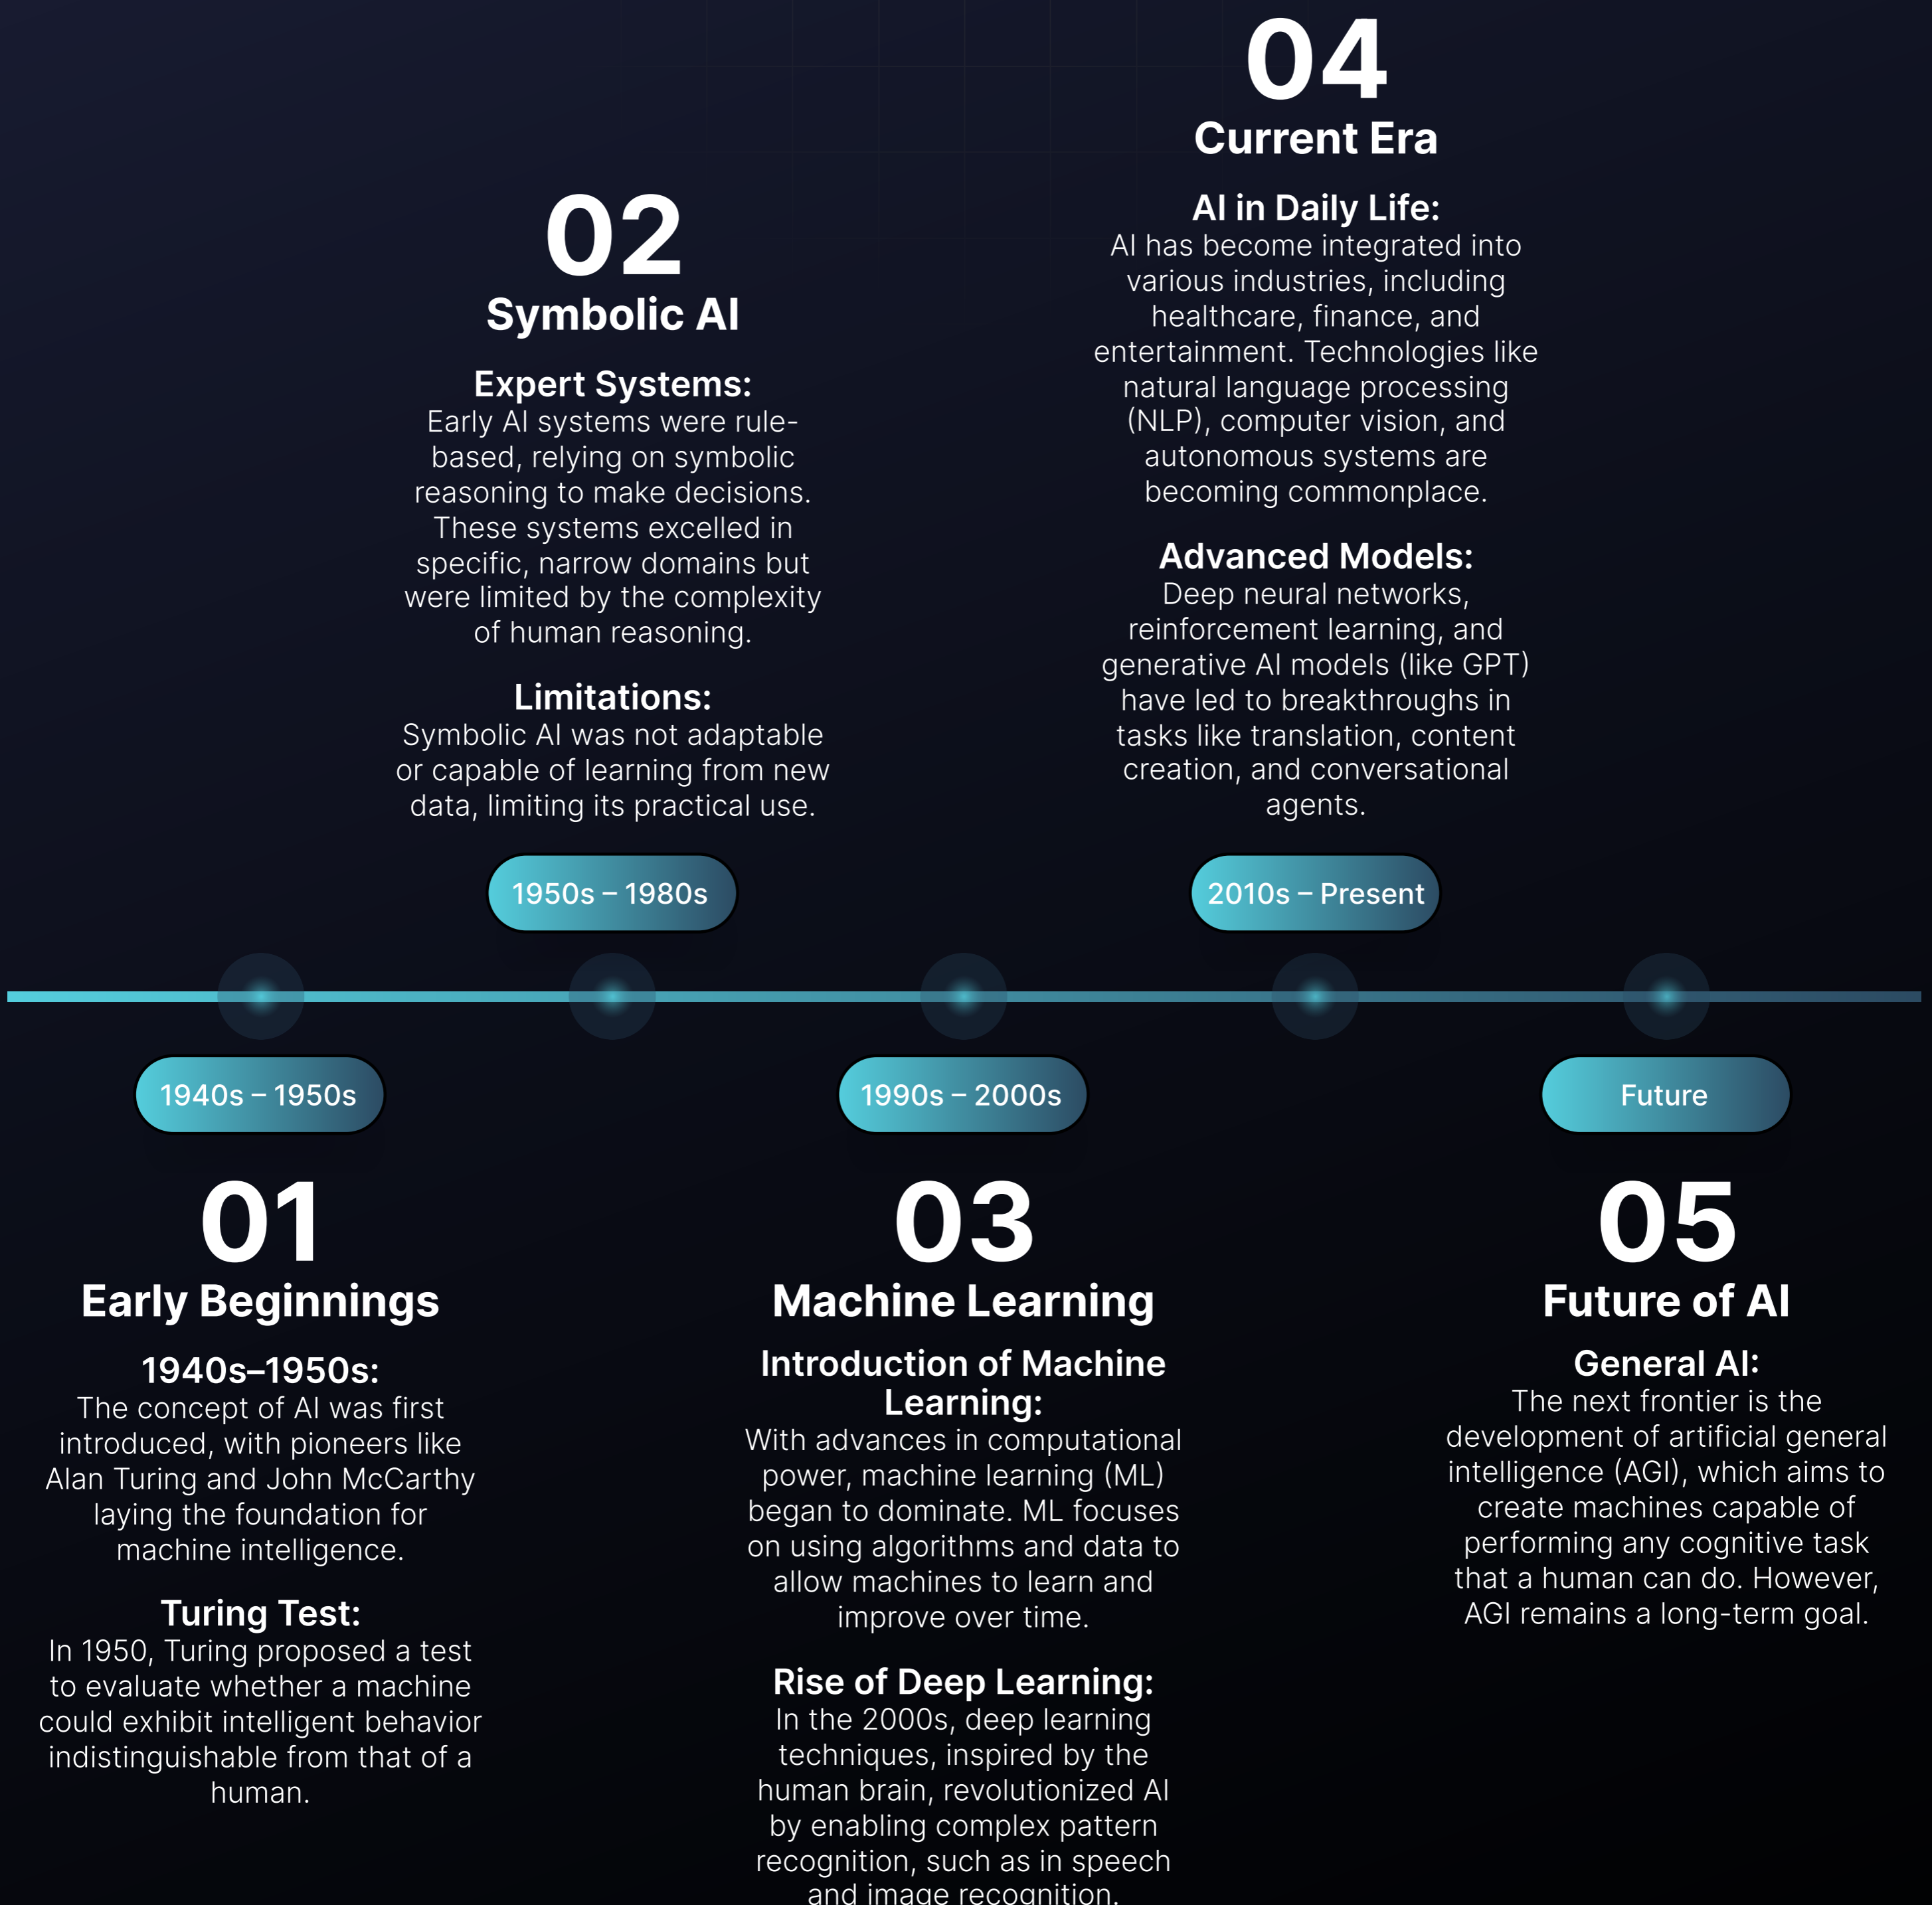 04
Current Era
AI in Daily Life:
AI has become integrated into
various industries, including
healthcare, finance, and
entertainment. Technologies like
natural language processing
(NLP), computer vision, and
autonomous systems are
becoming commonplace.
Advanced Models:
Deep neural networks,
reinforcement learning, and
generative AI models (like GPT)
have led to breakthroughs in
tasks like translation, content
creation, and conversational
agents.
2010s – Present
02
Symbolic AI
Expert Systems:
Early AI systems were rule-
based, relying on symbolic
reasoning to make decisions.
These systems excelled in
specific, narrow domains but
were limited by the complexity
of human reasoning.
Limitations:
Symbolic AI was not adaptable
or capable of learning from new
data, limiting its practical use.
1950s – 1980s
1940s – 1950s
01
Early Beginnings
1940s–1950s:
The concept of AI was first
introduced, with pioneers like
Alan Turing and John McCarthy
laying the foundation for
machine intelligence.
Turing Test:
In 1950, Turing proposed a test
to evaluate whether a machine
could exhibit intelligent behavior
indistinguishable from that of a
human.
1990s – 2000s
03
Machine Learning
Introduction of Machine
Learning:
With advances in computational
power, machine learning (ML)
began to dominate. ML focuses
on using algorithms and data to
allow machines to learn and
improve over time.
Rise of Deep Learning:
In the 2000s, deep learning
techniques, inspired by the
human brain, revolutionized AI
by enabling complex pattern
recognition, such as in speech
and image recognition.
Future
05
Future of AI
General AI:
The next frontier is the
development of artificial general
intelligence (AGI), which aims to
create machines capable of
performing any cognitive task
that a human can do. However,
AGI remains a long-term goal.